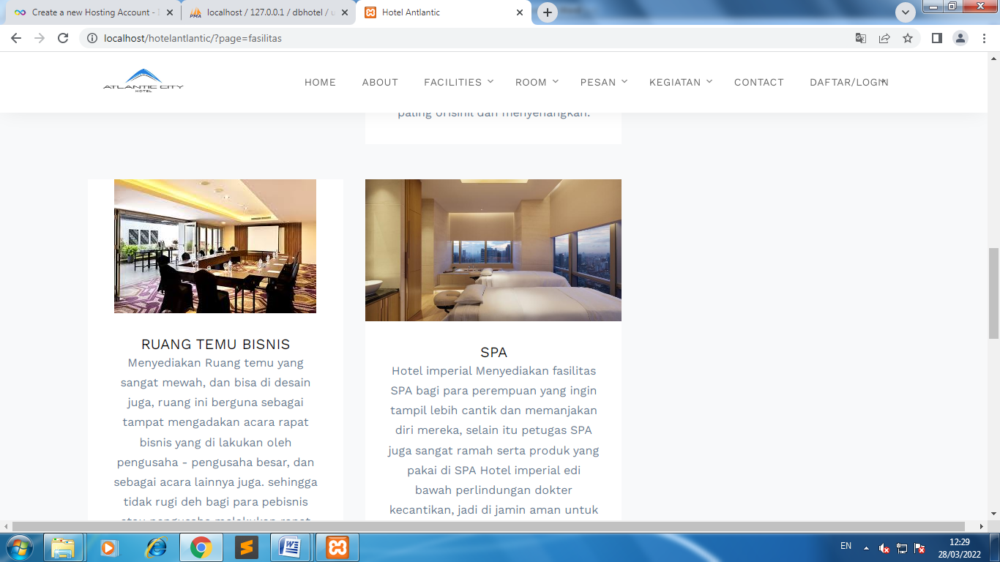 Create a new Hosting Account -
localhost / 127.0.0.1 / dbhotel / u
Hotel Antlantic
localhost/hotelantlantic/?page=fasilitas
ATLANTIC CITY
HOTEL
HOME ABOUT FACILITIES ROOM PESAN KEGIATAN CONTACT DAFTAR/LOGIN
paling orisinil dan menyenangkan.
RUANG TEMU BISNIS
Menyediakan Ruang temu yang
sangat mewah, dan bisa di desain
juga, ruang ini berguna sebagai
tampat mengadakan acara rapat
bisnis yang di lakukan oleh
pengusaha - pengusaha besar, dan
sebagai acara lainnya juga. sehingga
tidak rugi deh bagi para pebisnis
atau pengusaha melakukan rapat
SPA
Hotel imperial Menyediakan fasilitas
SPA bagi para perempuan yang ingin
tampil lebih cantik dan memanjakan
diri mereka, selain itu petugas SPA
juga sangat ramah serta produk yang
pakai di SPA Hotel imperial edi
bawah perlindungan dokter
kecantikan, jadi di jamin aman untuk
EN
12:29
28/03/2022